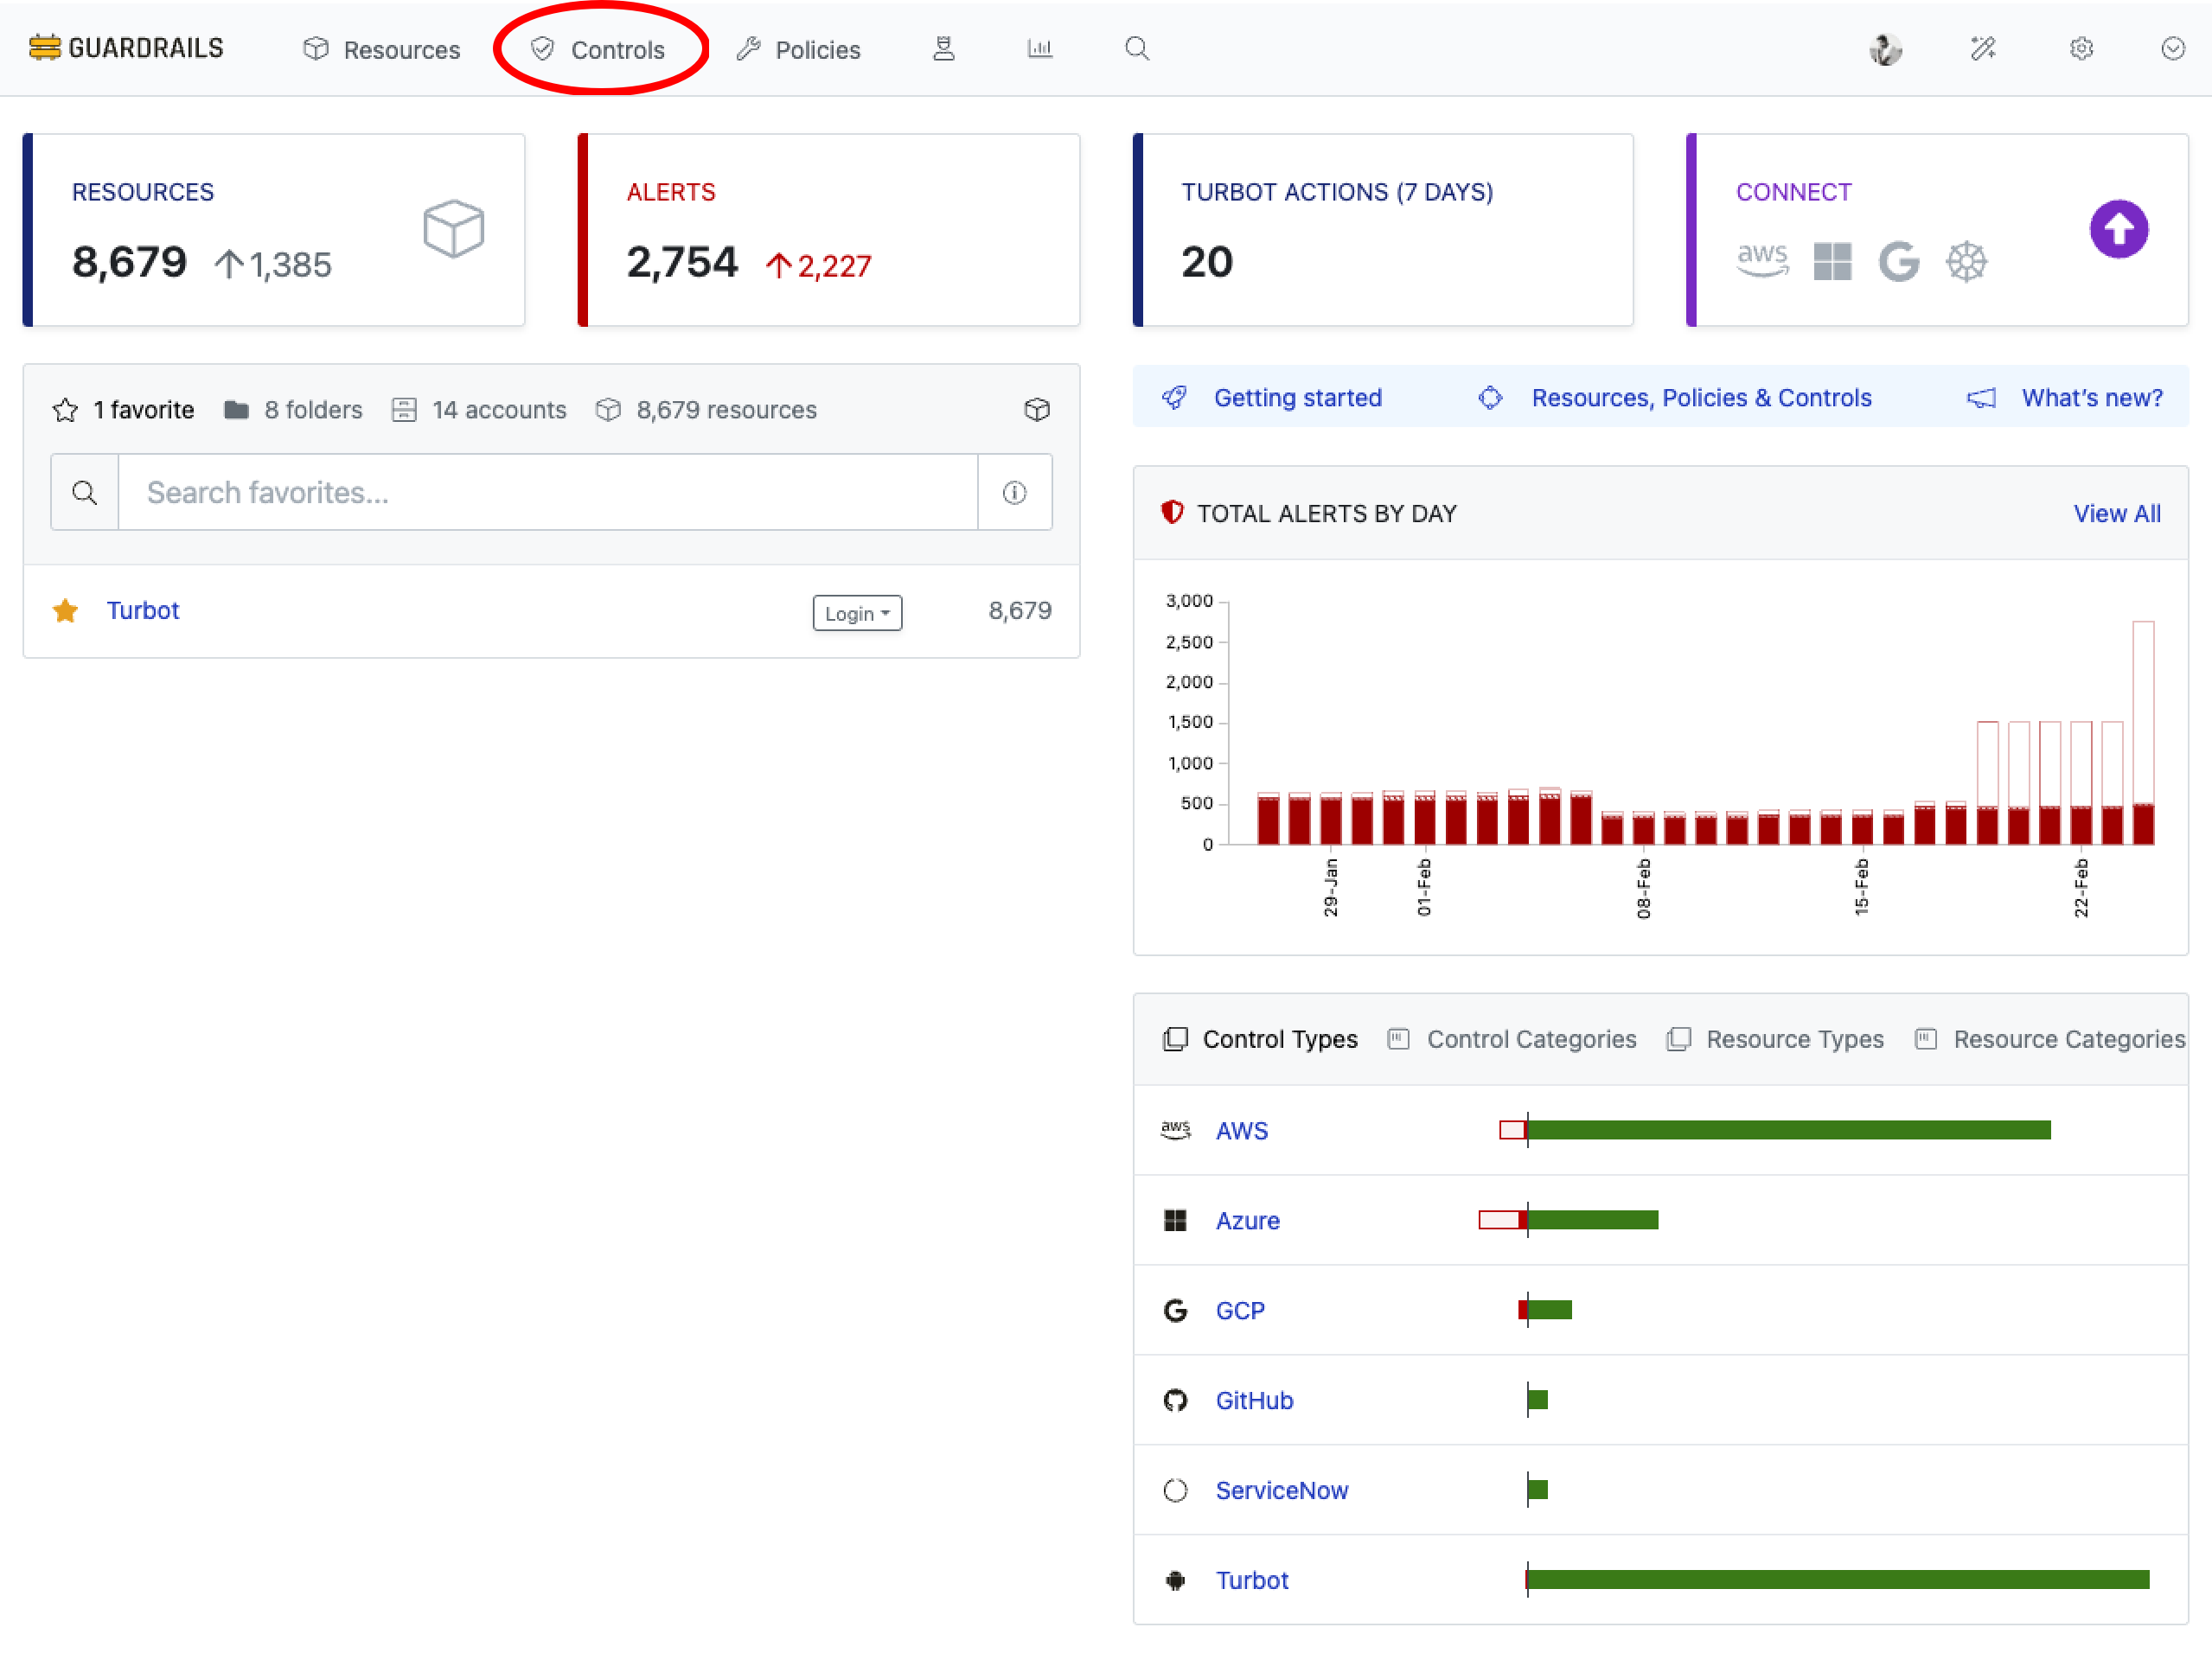 GUARDRAILS Resources Controls Policies
RESOURCES
8,679 1,385
ALERTS
2,754 2,227
TURBOT ACTIONS (7 DAYS)
20
CONNECT
aws
1 favorite 8 folders 14 accounts 8,679 resources
Search favorites...
Turbot Login 8,679
Getting started Resources, Policies & Controls What's new?
TOTAL ALERTS BY DAY View All
3,000
2,500
2,000
1,500
1,000
500
0
29-Jan 01-Feb 08-Feb 15-Feb 22-Feb
Control Types Control Categories Resource Types Resource Categories
aws AWS
Azure
GCP
GitHub
ServiceNow
Turbot